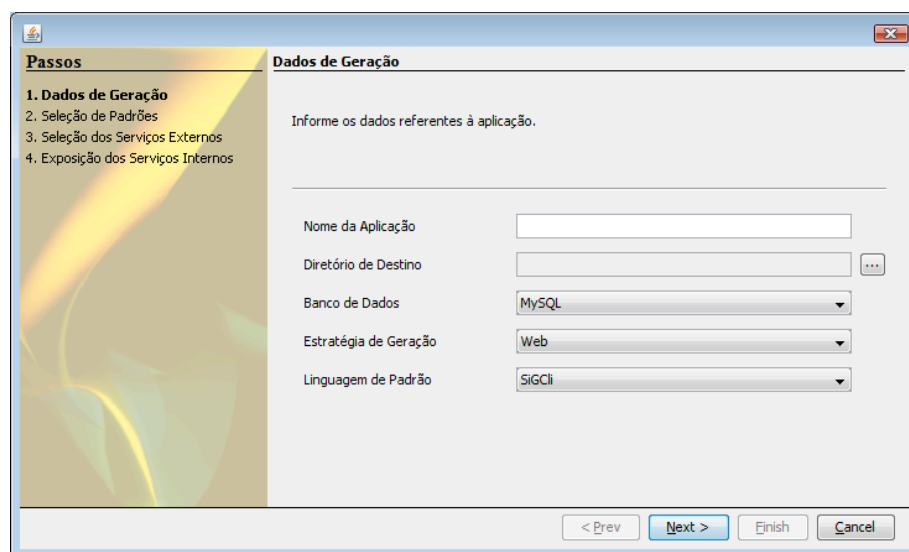 Passos
1. Dados de Geração
2. Seleção de Padrões
3. Seleção dos Serviços Externos
4. Exposição dos Serviços Internos
Dados de Geração
Informe os dados referentes à aplicação.
Nome da Aplicação
Diretório de Destino
...
Banco de Dados
MySQL
Estratégia de Geração
Web
Linguagem de Padrão
SiGCli
< Prev
Next >
Finish
Cancel